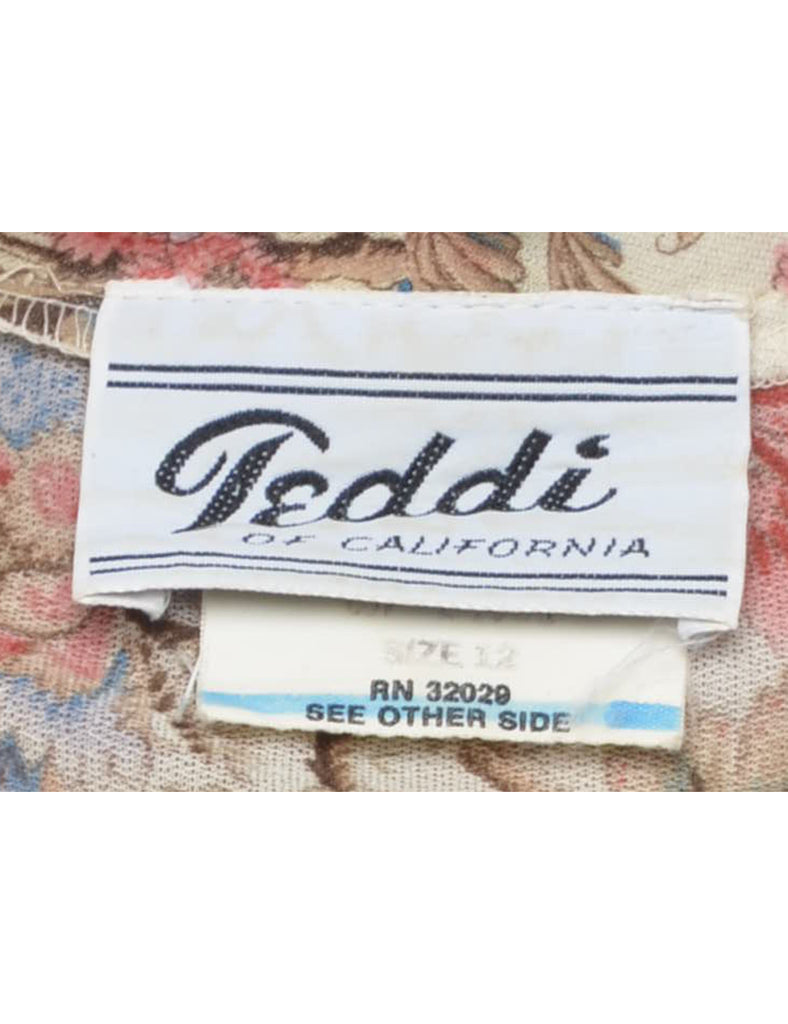 Teddi
OF CALIFORNIA
SIZE 12
RN 32029
SEE OTHER SIDE